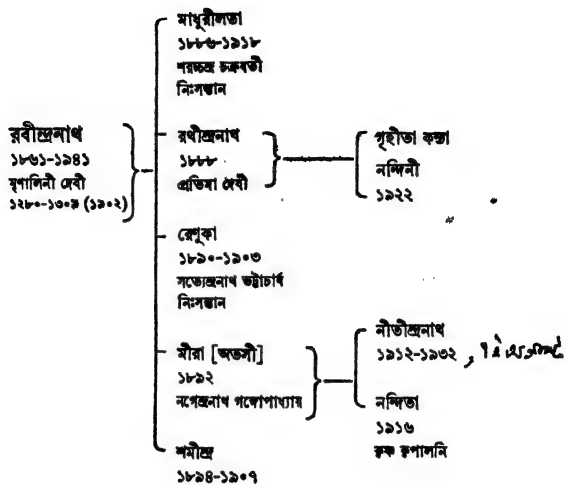 মাধুরীলতা
১৮৮৬-১৯১৮
শরচ্চন্দ্র চক্রবর্তী
নিঃসন্তান
রবীন্দ্রনাথ
১৮৬১-১৯৪১
মৃণালিনী দেবী
১২৮০-১৩০৯ (১৯০২)
রথীন্দ্রনাথ
১৮৮৮
প্রতিমা দেবী
গৃহীতা কন্যা
নন্দিনী
১৯২২
রেণুকা
১৮৯০-১৯০৩
সত্যেন্দ্রনাথ ভট্টাচার্য
নিঃসন্তান
মীরা [অতসী]
১৮৯২
নগেন্দ্রনাথ গঙ্গোপাধ্যায়
নীতীন্দ্রনাথ
১৯১২-১৯৩২,
নন্দিতা
১৯১৬
কৃষ্ণ কৃপালনি
শমীন্দ্র
১৮৯৪-১৯০৭